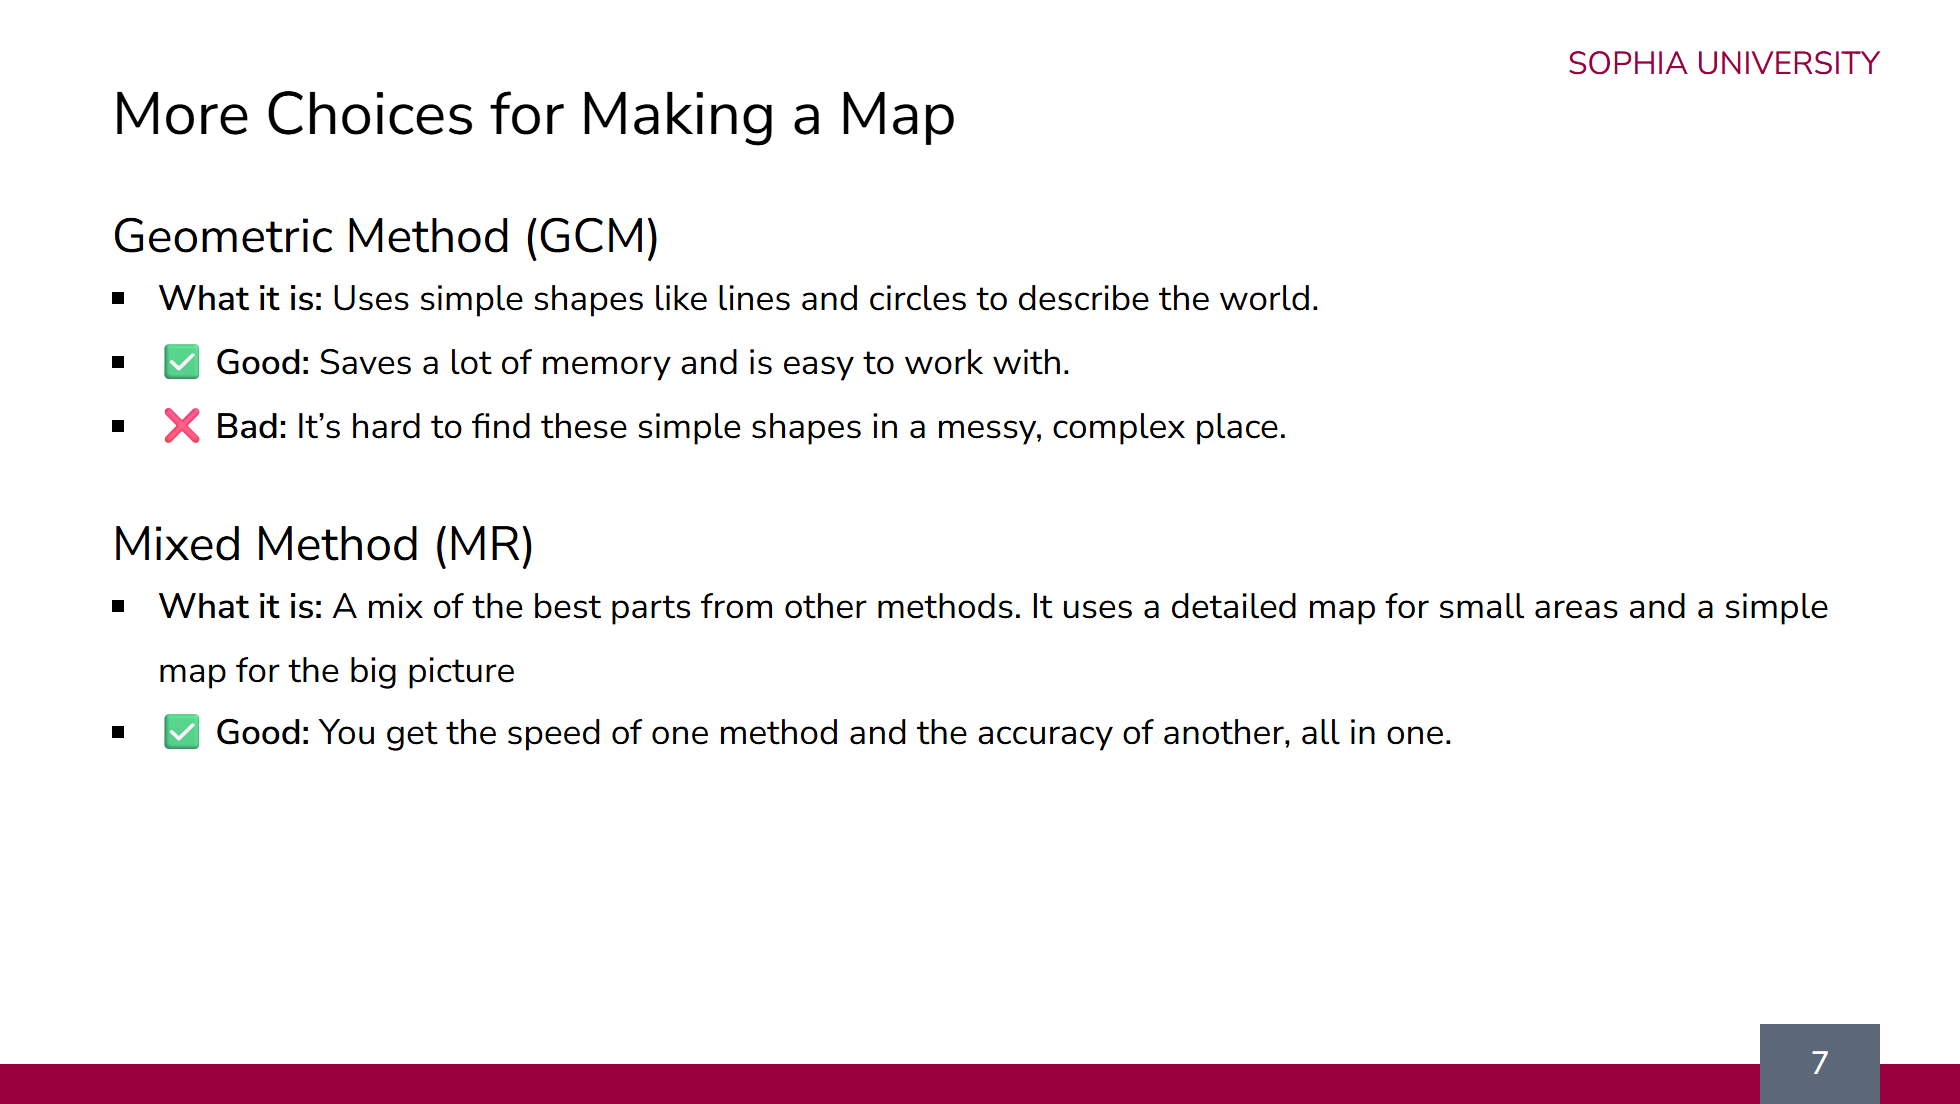 SOPHIA UNIVERSITY
More Choices for Making a Map
Geometric Method (GCM)
What it is: Uses simple shapes like lines and circles to describe the world.
✅ Good: Saves a lot of memory and is easy to work with.
❌ Bad: It’s hard to find these simple shapes in a messy, complex place.
Mixed Method (MR)
What it is: A mix of the best parts from other methods. It uses a detailed map for small areas and a simple
map for the big picture
✅ Good: You get the speed of one method and the accuracy of another, all in one.
7